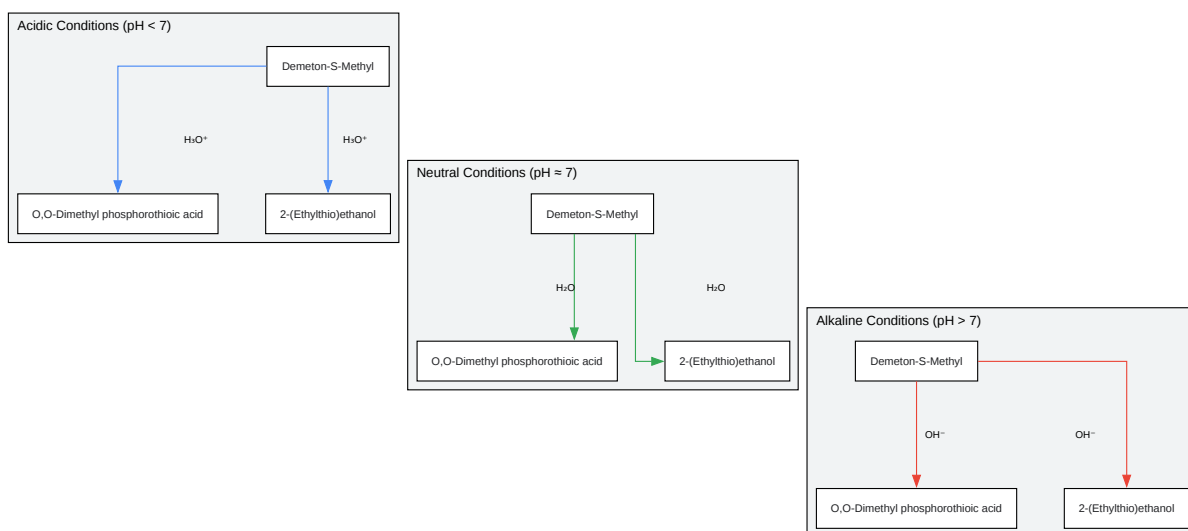 Acidic Conditions (pH < 7)
Demeton-S-Methyl
H₃O⁺
H₃O⁺
O,O-Dimethyl phosphorothioic acid
2-(Ethylthio)ethanol
Neutral Conditions (pH ≈ 7)
Demeton-S-Methyl
H₂O
H₂O
O,O-Dimethyl phosphorothioic acid
2-(Ethylthio)ethanol
Alkaline Conditions (pH > 7)
Demeton-S-Methyl
OH⁻
OH⁻
O,O-Dimethyl phosphorothioic acid
2-(Ethylthio)ethanol